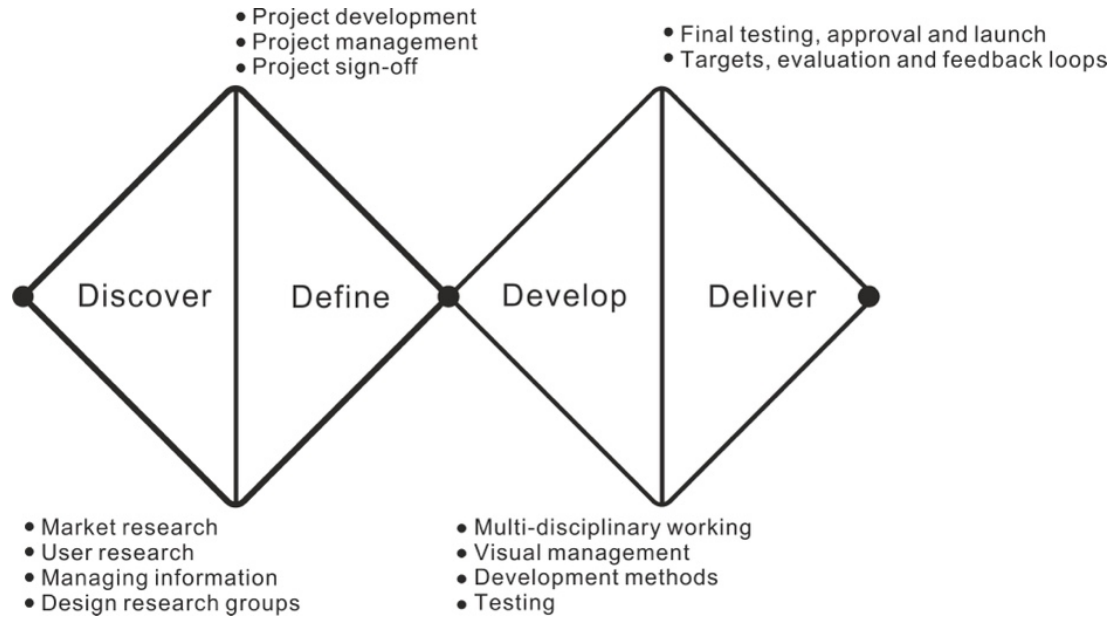 • Project development
• Project management
• Project sign-off
• Final testing, approval and launch
• Targets, evaluation and feedback loops
Discover
Define
Develop
Deliver
• Market research
• User research
• Managing information
• Design research groups
• Multi-disciplinary working
• Visual management
• Development methods
• Testing